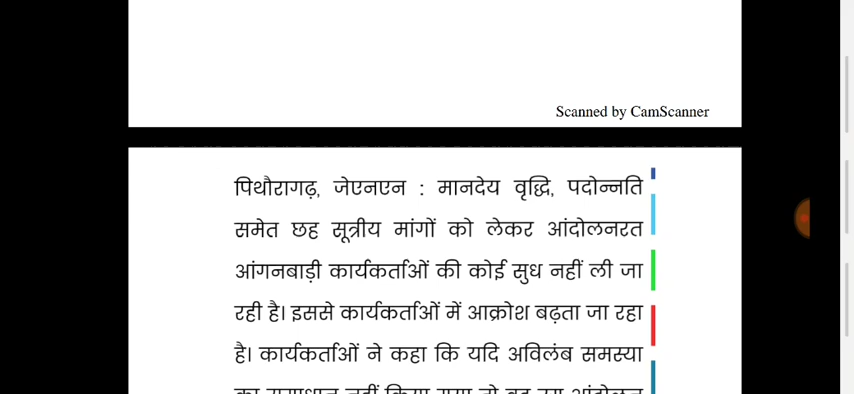 Scanned by CamScanner
पिथौरागढ़, जेएनएन : मानदेय वृद्धि, पदोन्नति
समेत छह सूत्रीय मांगों को लेकर आंदोलनरत
आंगनबाड़ी कार्यकर्ताओं की कोई सुध नहीं ली जा
रही है। इससे कार्यकर्ताओं में आक्रोश बढ़ता जा रहा
है। कार्यकर्ताओं ने कहा कि यदि अविलंब समस्या